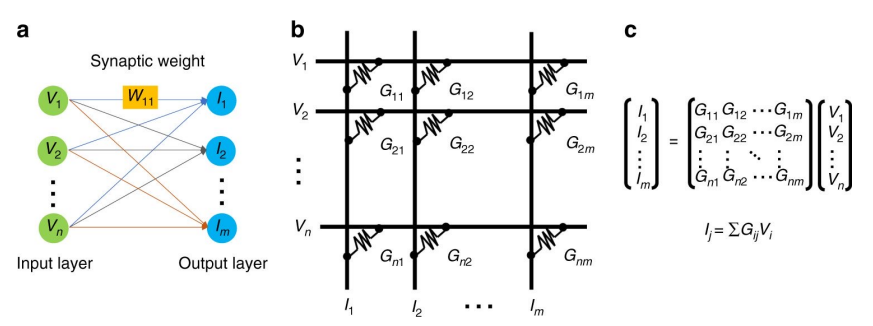 a
Synaptic weight
V1
W11
I1
V2
I2
Vn
Im
Input layer
Output layer
b
V1
G11
G12
G1m
V2
G21
G22
G2m
Vn
Gn1
Gn2
Gnm
I1
I2
...
Im
c
I1 = G11 G12 ··· G1m V1
I2 G21 G22 ··· G2m V2
Im Gn1 Gn2 ··· Gnm Vn
Ij = ΣGijVi